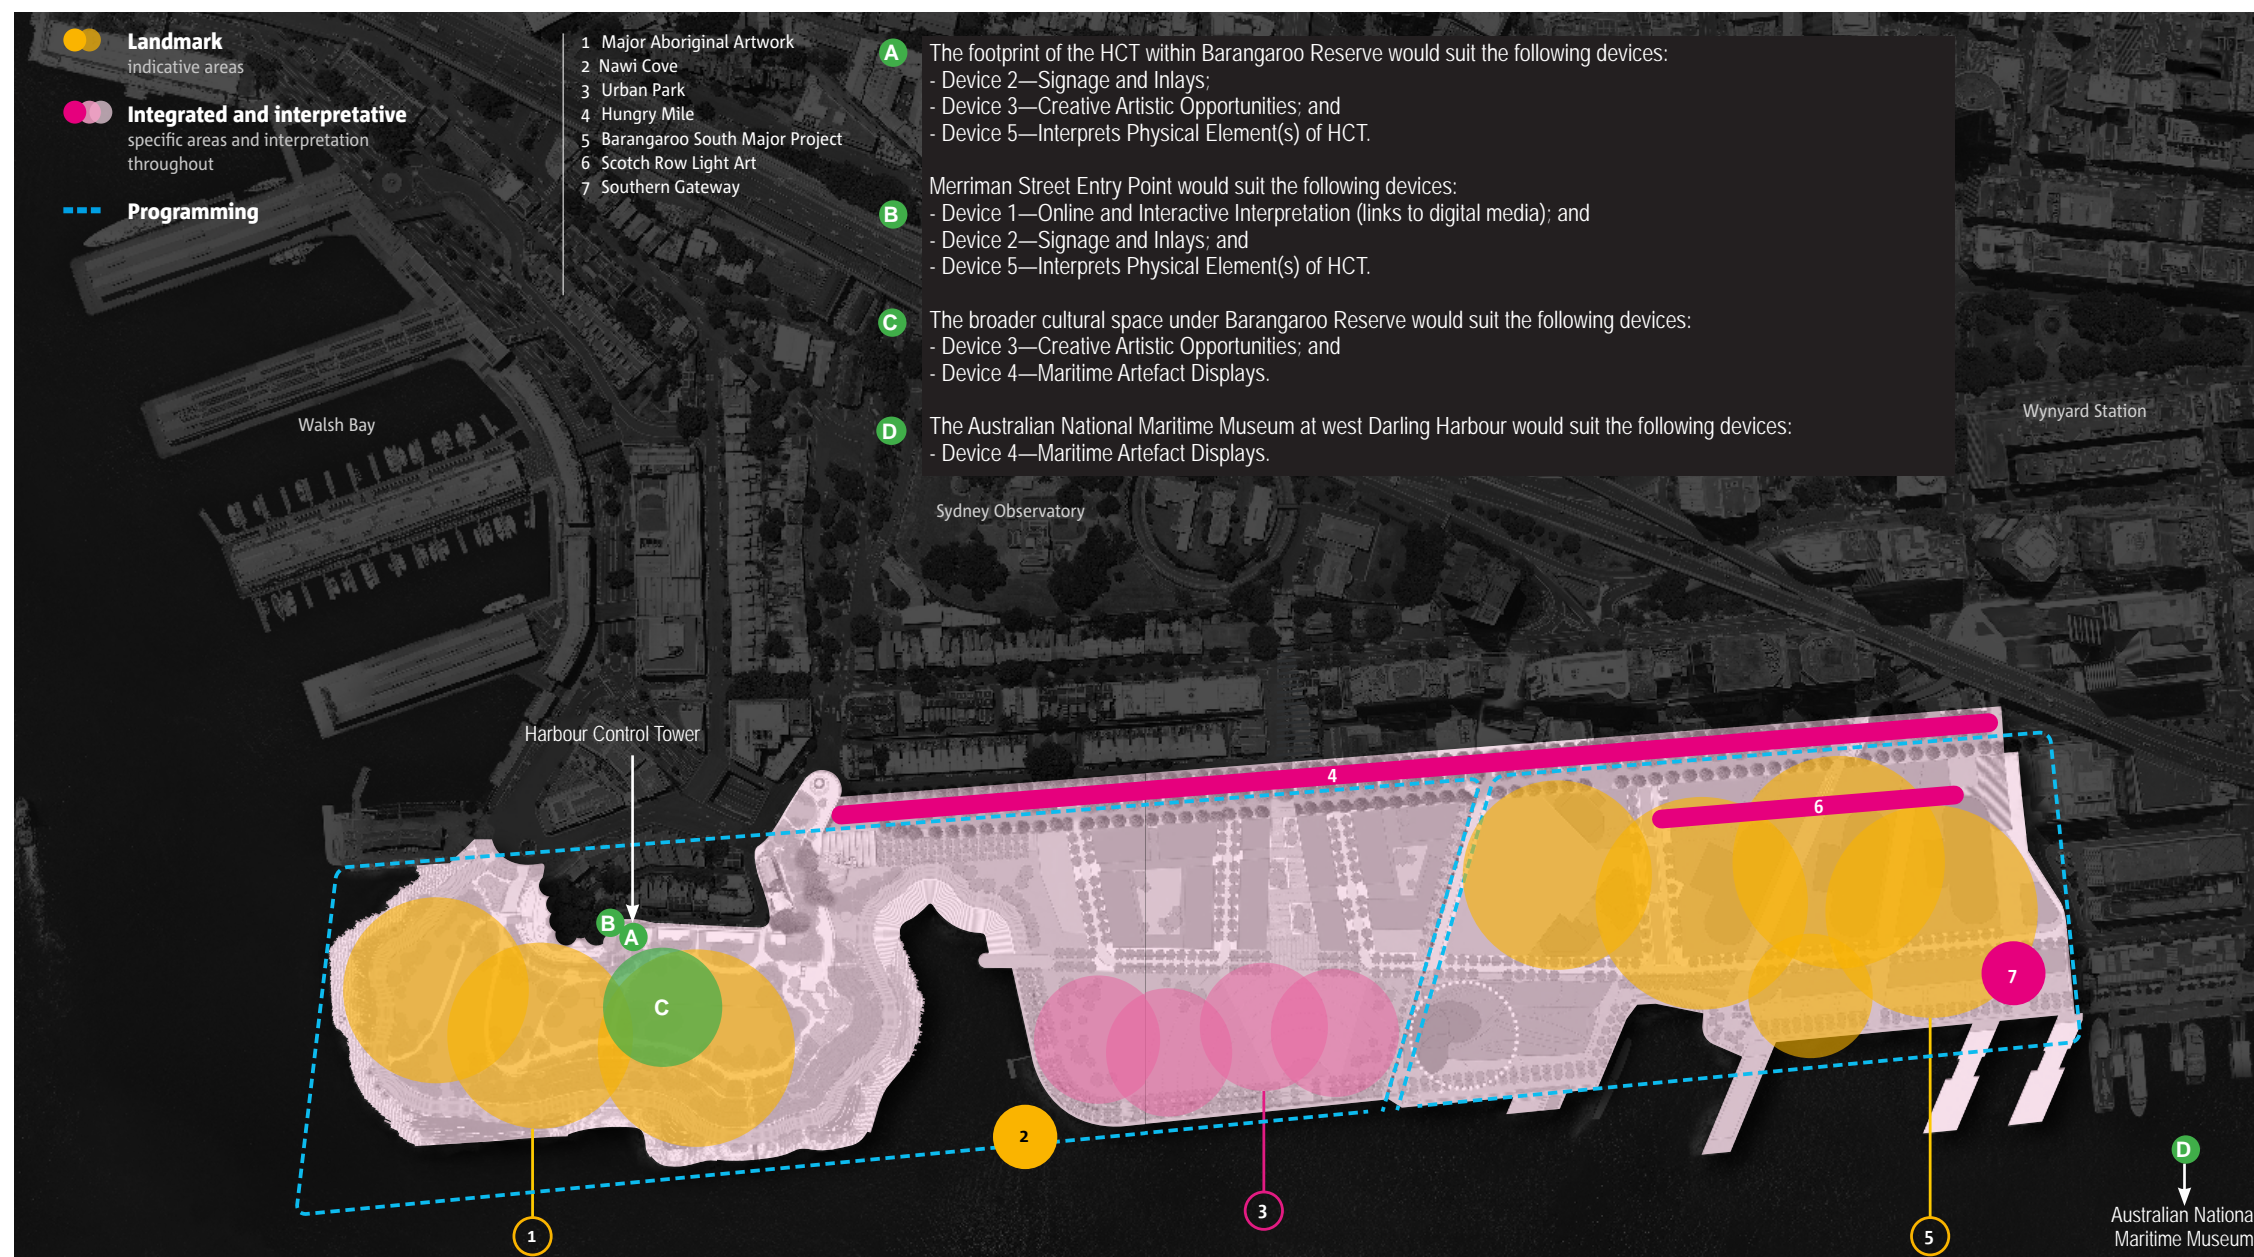 Landmark
indicative areas
Integrated and interpretative
specific areas and interpretation
throughout
Programming
1 Major Aboriginal Artwork
2 Nawi Cove
3 Urban Park
4 Hungry Mile
5 Barangaroo South Major Project
6 Scotch Row Light Art
7 Southern Gateway
A The footprint of the HCT within Barangaroo Reserve would suit the following devices:
- Device 2—Signage and Inlays;
- Device 3—Creative Artistic Opportunities; and
- Device 5—Interprets Physical Element(s) of HCT.
Merriman Street Entry Point would suit the following devices:
B - Device 1—Online and Interactive Interpretation (links to digital media); and
- Device 2—Signage and Inlays; and
- Device 5—Interprets Physical Element(s) of HCT.
C The broader cultural space under Barangaroo Reserve would suit the following devices:
- Device 3—Creative Artistic Opportunities; and
- Device 4—Maritime Artefact Displays.
D The Australian National Maritime Museum at west Darling Harbour would suit the following devices:
- Device 4—Maritime Artefact Displays.
Walsh Bay
Wynyard Station
Sydney Observatory
Harbour Control Tower
4
6
B
A
C
7
2
D
1
3
5
Australian Nationa
Maritime Museum